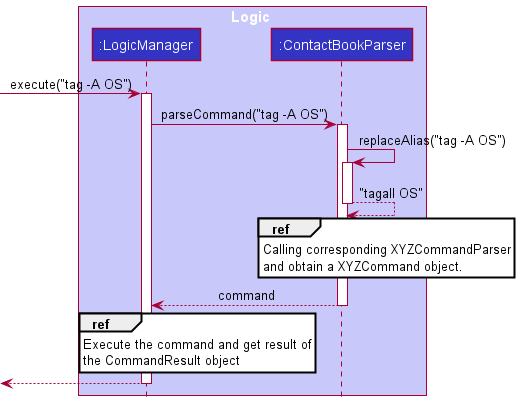 Logic
:LogicManager
:ContactBookParser
execute("tag -A OS")
parseCommand("tag -A OS")
replaceAlias("tag -A OS")
"tagall OS"
ref
Calling corresponding XYZCommandParser
and obtain a XYZCommand object.
command
ref
Execute the command and get result of
the CommandResult object